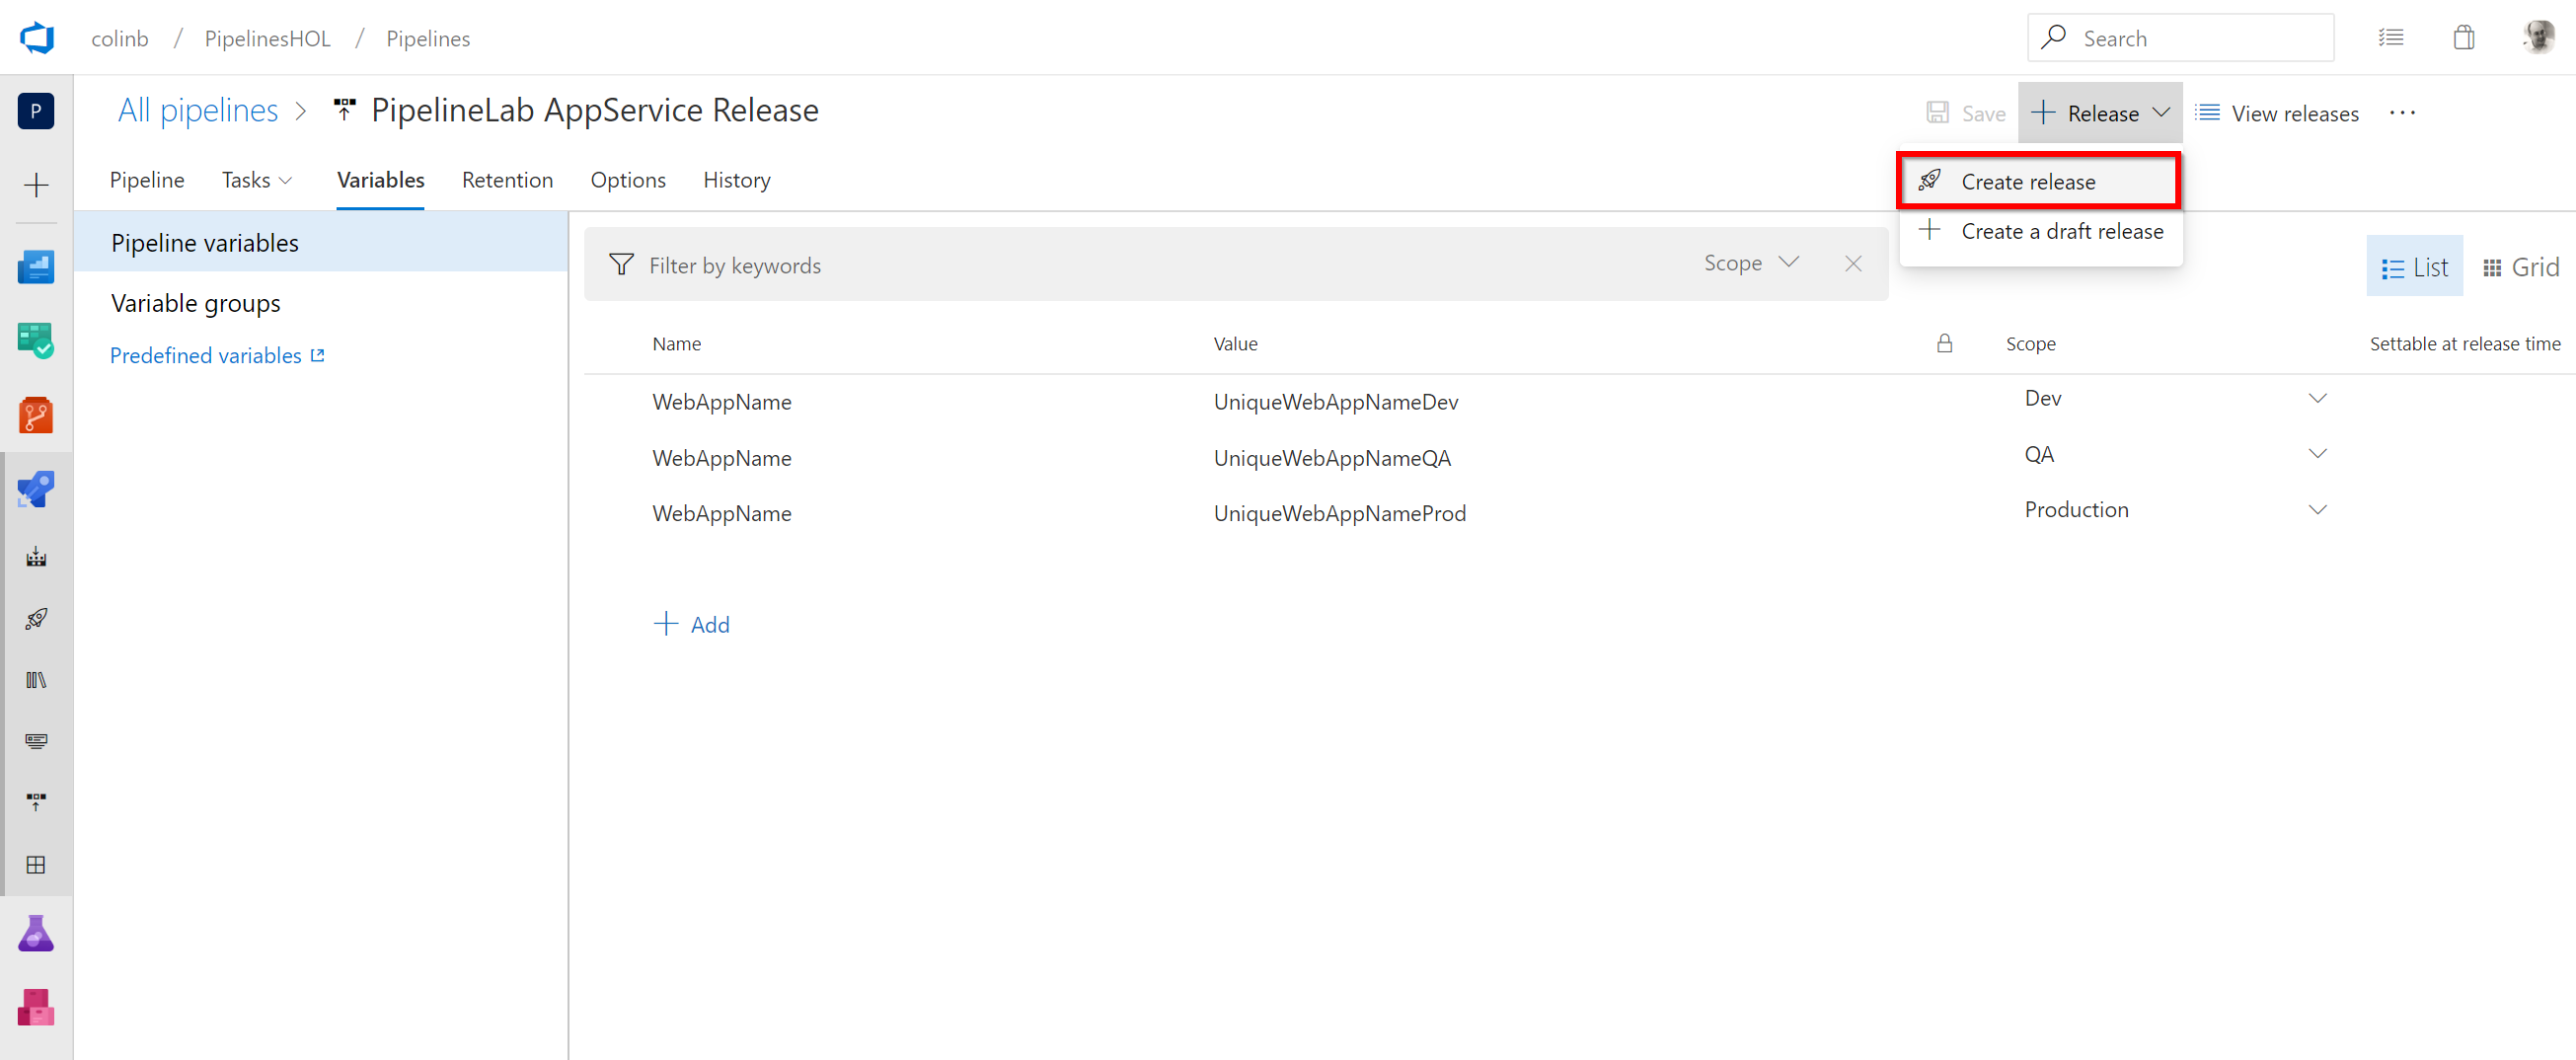 colinb / PipelinesHOL / Pipelines
Search
P
All pipelines > PipelineLab AppService Release
Save
+ Release
View releases
...
Pipeline Tasks Variables Retention Options History
Create release
+ Create a draft release
Pipeline variables
Variable groups
Predefined variables
Filter by keywords
Scope
List
Grid
Name Value Scope Settable at release time
WebAppName UniqueWebAppNameDev Dev
WebAppName UniqueWebAppNameQA QA
WebAppName UniqueWebAppNameProd Production
+ Add